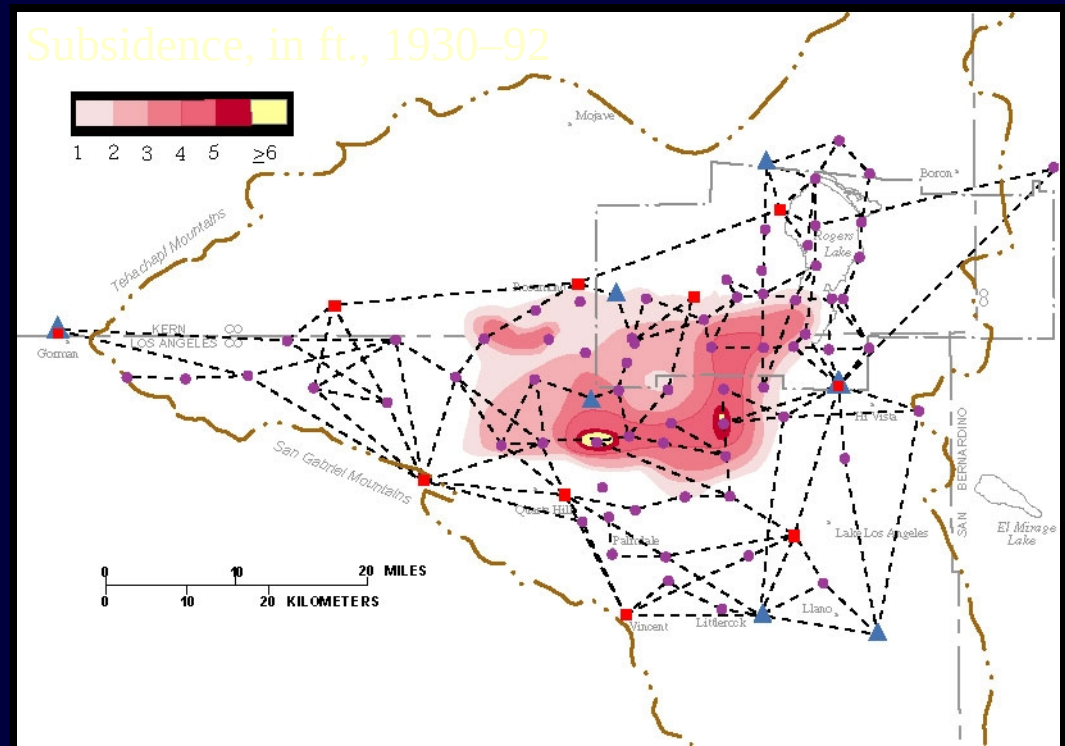 Subsidence, in ft., 1930–92
1 2 3 4 5 ≥6
Mojave
Boron
Tehachapi Mountains
Rogers
Lake
KERN CO
LOS ANGELES CO
CO
Gorman
Hi Vista
SAN BERNARDINO
San Gabriel Mountains
Quartz Hill
El Mirage
Lake
Lake Los Angeles
Palmdale
0 10 20 MILES
0 10 20 KILOMETERS
Llano
Littlerock
Vincent